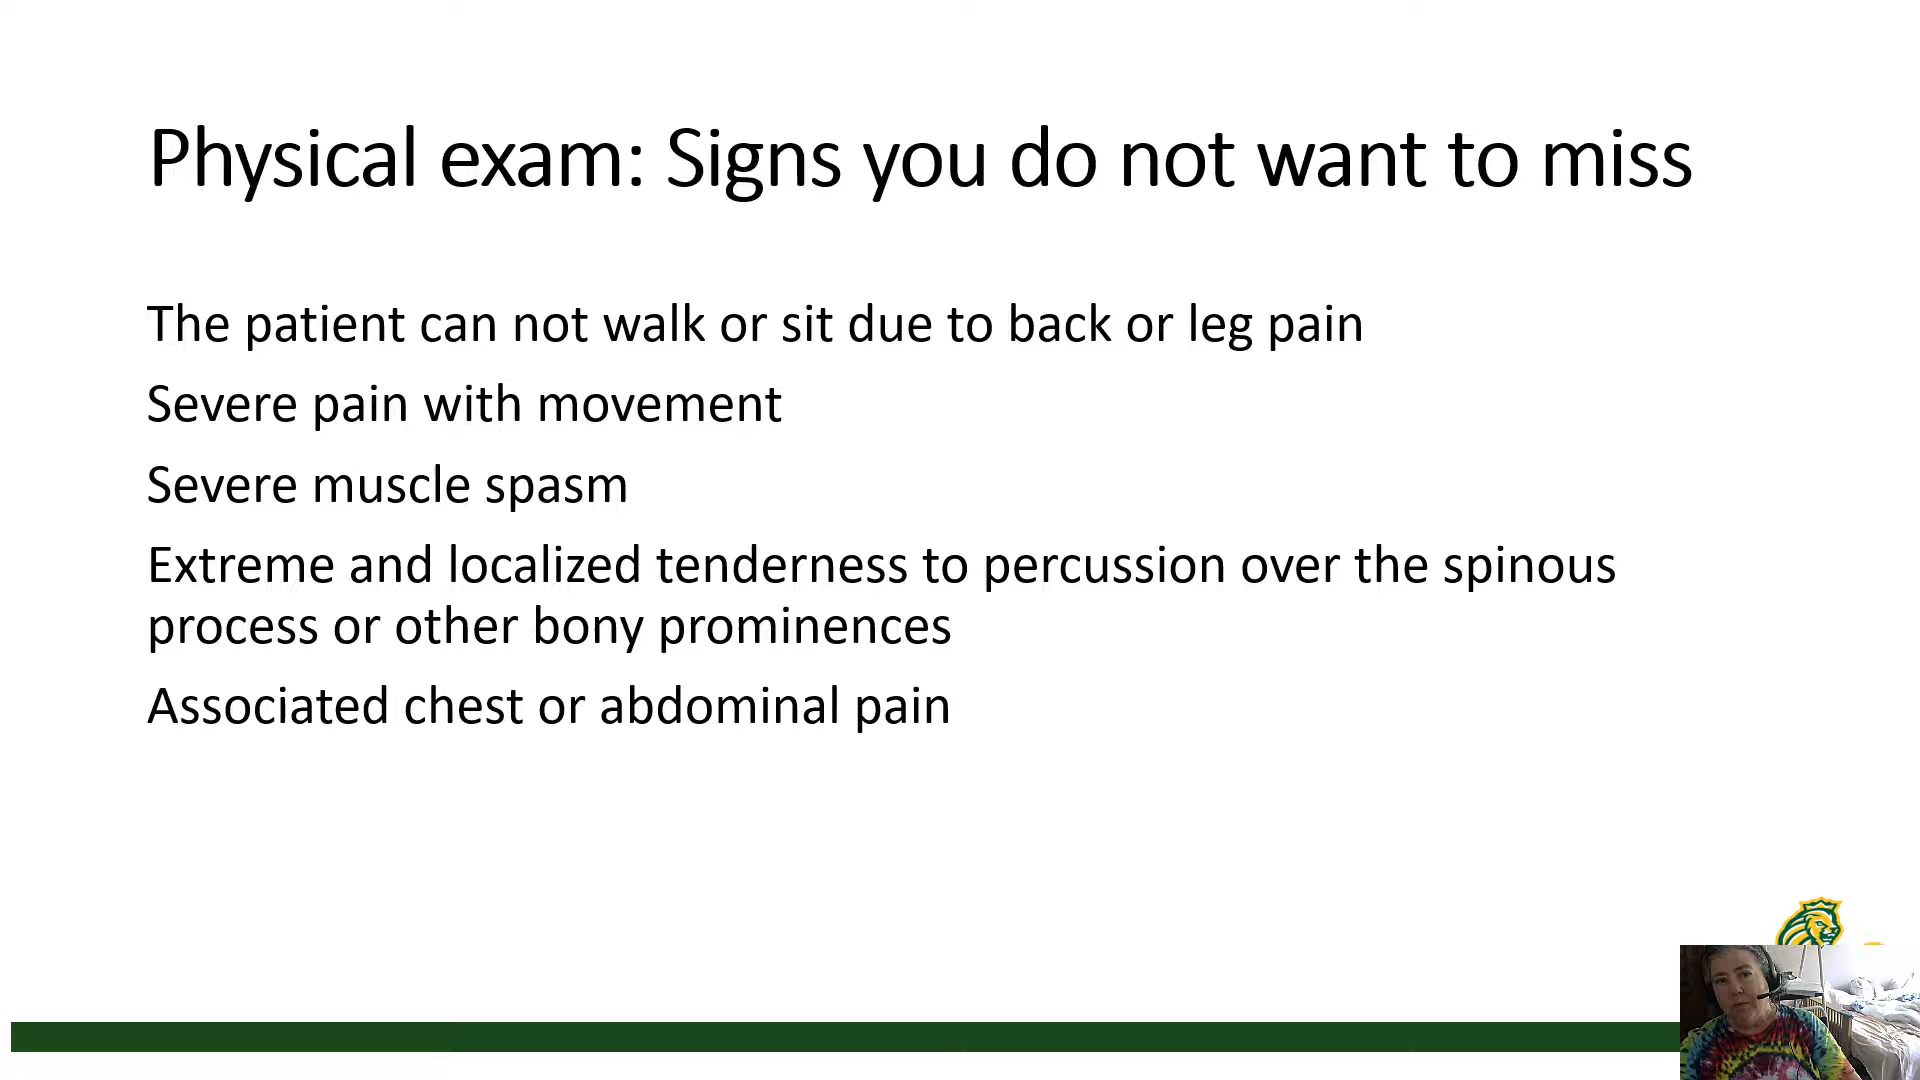 Physical exam: Signs you do not want to miss
The patient can not walk or sit due to back or leg pain
Severe pain with movement
Severe muscle spasm
Extreme and localized tenderness to percussion over the spinous
process or other bony prominences
Associated chest or abdominal pain